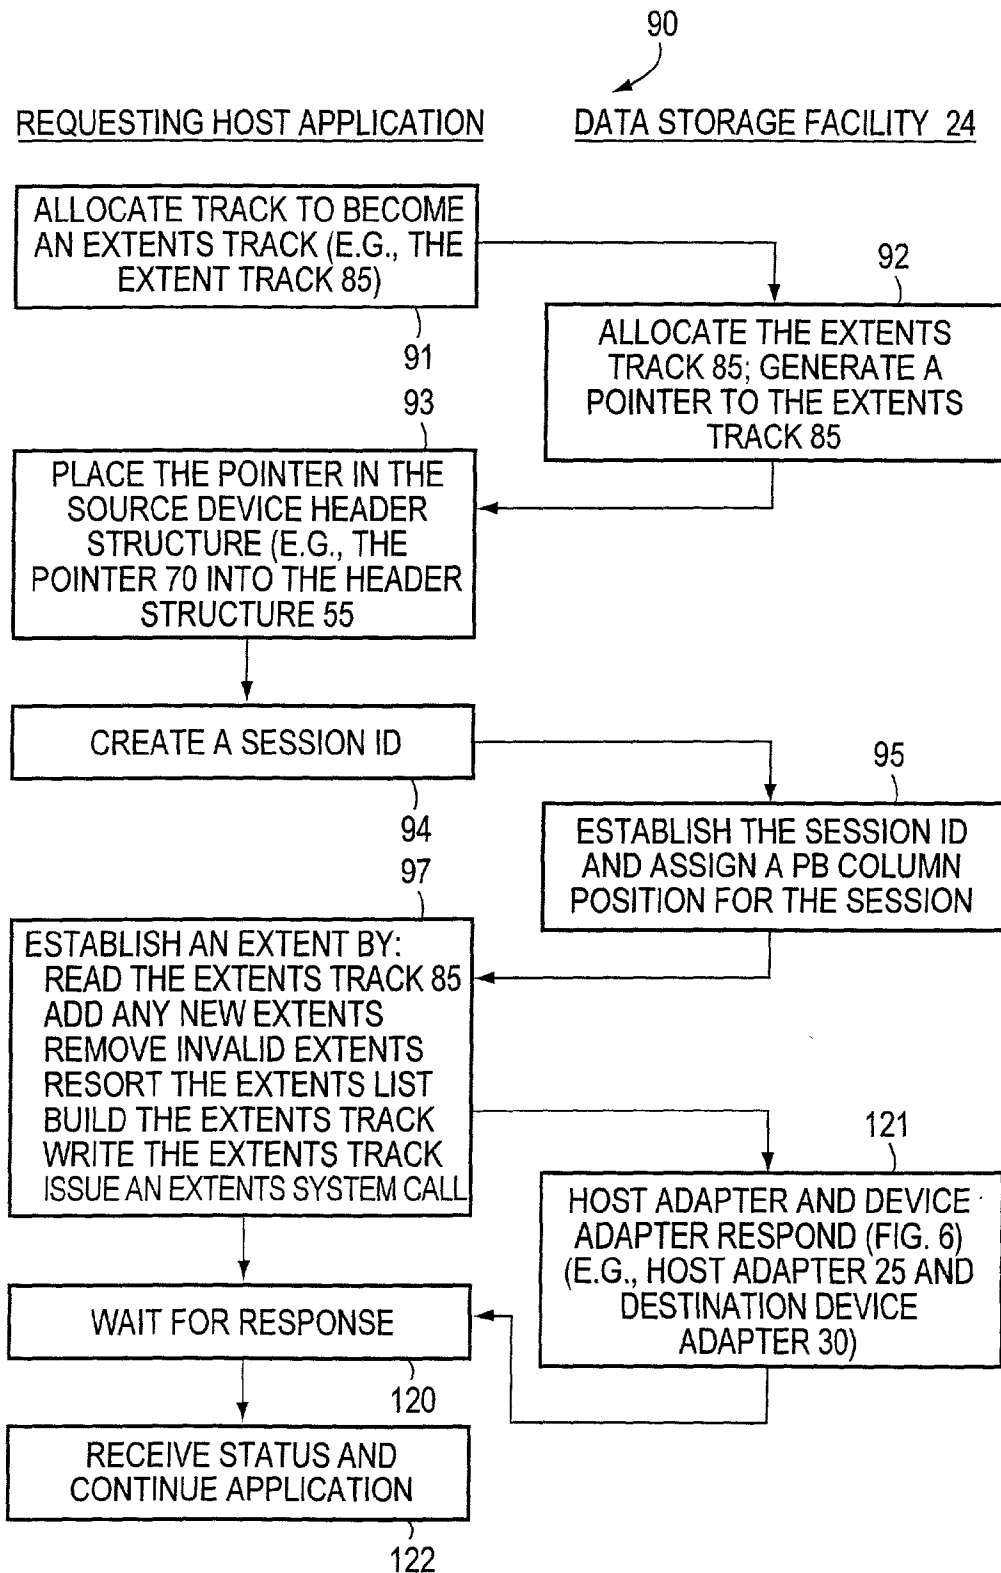 90
REQUESTING HOST APPLICATION
DATA STORAGE FACILITY 24
ALLOCATE TRACK TO BECOME
AN EXTENTS TRACK (E.G., THE
EXTENT TRACK 85)
91
92
ALLOCATE THE EXTENTS
TRACK 85; GENERATE A
POINTER TO THE EXTENTS
TRACK 85
93
PLACE THE POINTER IN THE
SOURCE DEVICE HEADER
STRUCTURE (E.G., THE
POINTER 70 INTO THE HEADER
STRUCTURE 55
CREATE A SESSION ID
94
95
ESTABLISH THE SESSION ID
AND ASSIGN A PB COLUMN
POSITION FOR THE SESSION
97
ESTABLISH AN EXTENT BY:
READ THE EXTENTS TRACK 85
ADD ANY NEW EXTENTS
REMOVE INVALID EXTENTS
RESORT THE EXTENTS LIST
BUILD THE EXTENTS TRACK
WRITE THE EXTENTS TRACK
ISSUE AN EXTENTS SYSTEM CALL
121
HOST ADAPTER AND DEVICE
ADAPTER RESPOND (FIG. 6)
(E.G., HOST ADAPTER 25 AND
DESTINATION DEVICE
ADAPTER 30)
WAIT FOR RESPONSE
120
RECEIVE STATUS AND
CONTINUE APPLICATION
122